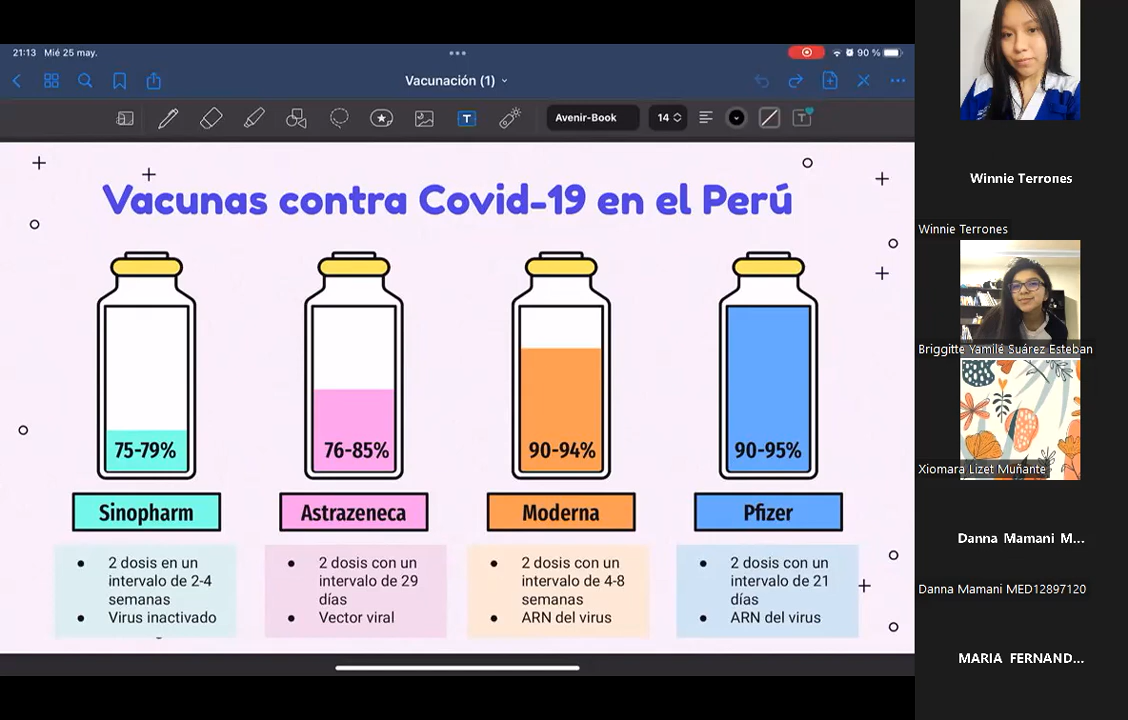 21:13 Mié 25 may.
90 %
Vacunación (1)
Avenir-Book
14
T
T
Vacunas contra Covid-19 en el Perú
75-79%
76-85%
90-94%
90-95%
Sinopharm
Astrazeneca
Moderna
Pfizer
• 2 dosis en un
intervalo de 2-4
semanas
• Virus inactivado
• 2 dosis con un
intervalo de 29
días
• Vector viral
• 2 dosis con un
intervalo de 4-8
semanas
• ARN del virus
• 2 dosis con un
intervalo de 21
días
• ARN del virus
Winnie Terrones
Winnie Terrones
Briggitte Yamilé Suárez Esteban
Xiomara Lizet Muñante
Danna Mamani M...
Danna Mamani MED12897120
MARIA FERNAND...